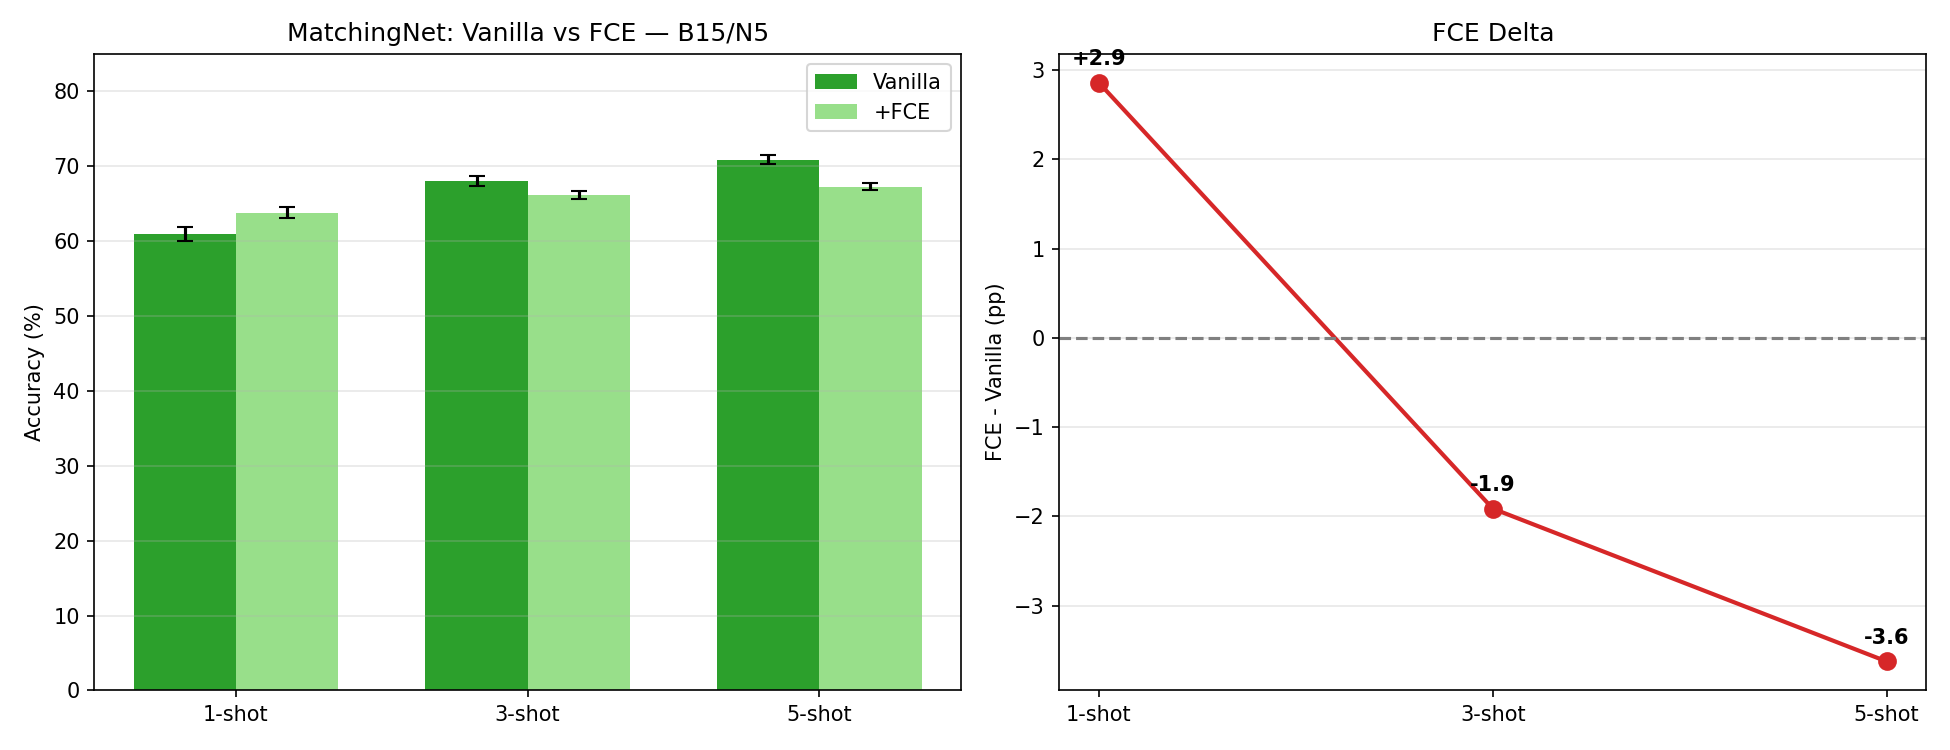 MatchingNet: Vanilla vs FCE — B15/N5
Vanilla
+FCE
Accuracy (%)
80
70
60
50
40
30
20
10
0
1-shot
3-shot
5-shot
FCE Delta
FCE - Vanilla (pp)
3
2
1
0
−1
−2
−3
+2.9
-1.9
-3.6
1-shot
3-shot
5-shot